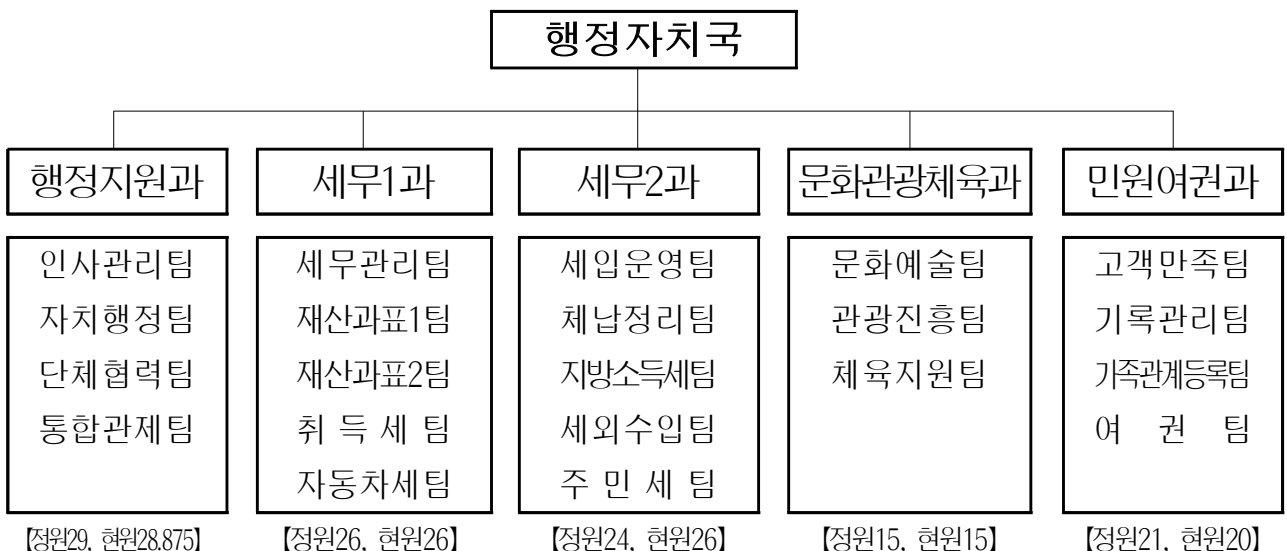 행정자치국
행정지원과 세무1과 세무2과 문화관광체육과 민원여권과
인사관리팀 세무관리팀 세입운영팀 문화예술팀 고객만족팀
자치행정팀 재산과표1팀 체납정리팀 관광진흥팀 기록관리팀
단체협력팀 재산과표2팀 지방소득세팀 체육지원팀 가족관계등록팀
통합관제팀 취 득 세 팀 세외수입팀 여 권 팀
자동차세팀 주 민 세 팀
【정원29, 현원28.875】 【정원26, 현원26】 【정원24, 현원26】 【정원15, 현원15】 【정원21, 현원20】